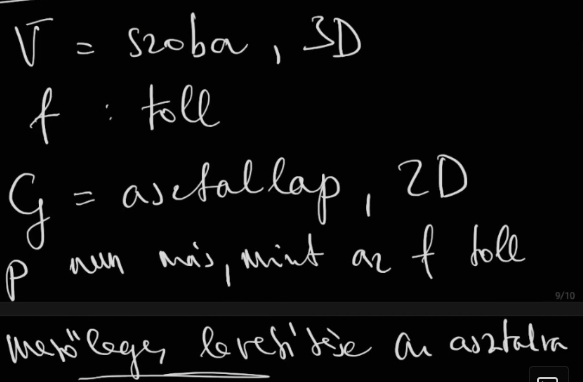 V = szoba, 3D
f : toll
G = asztallap, 2D
p nem más, mint az f toll
9/10
merőleges levetítése az asztalra